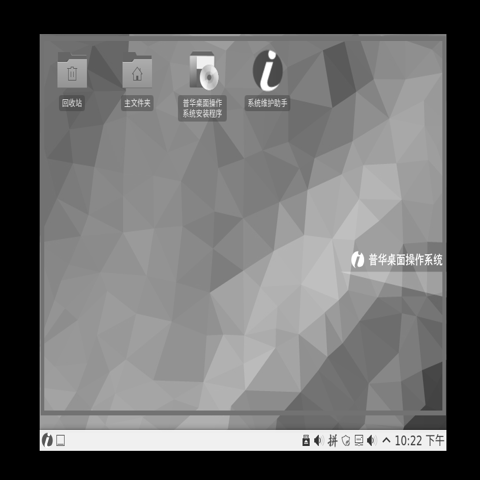 回收站
主文件夹
普华桌面操作
系统安装程序
系统维护助手
普华桌面操作系统
拼
10:22 下午